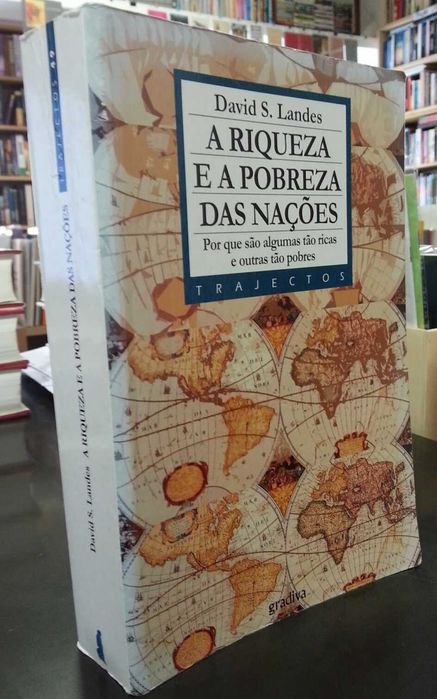 David S. Landes
A RIQUEZA
E A POBREZA
DAS NAÇÕES
Por que são algumas tão ricas
e outras tão pobres
TRAJECTOS
gradiva
David S. Landes A RIQUEZA E A POBREZA DAS NAÇÕES
TRAJECTOS 49